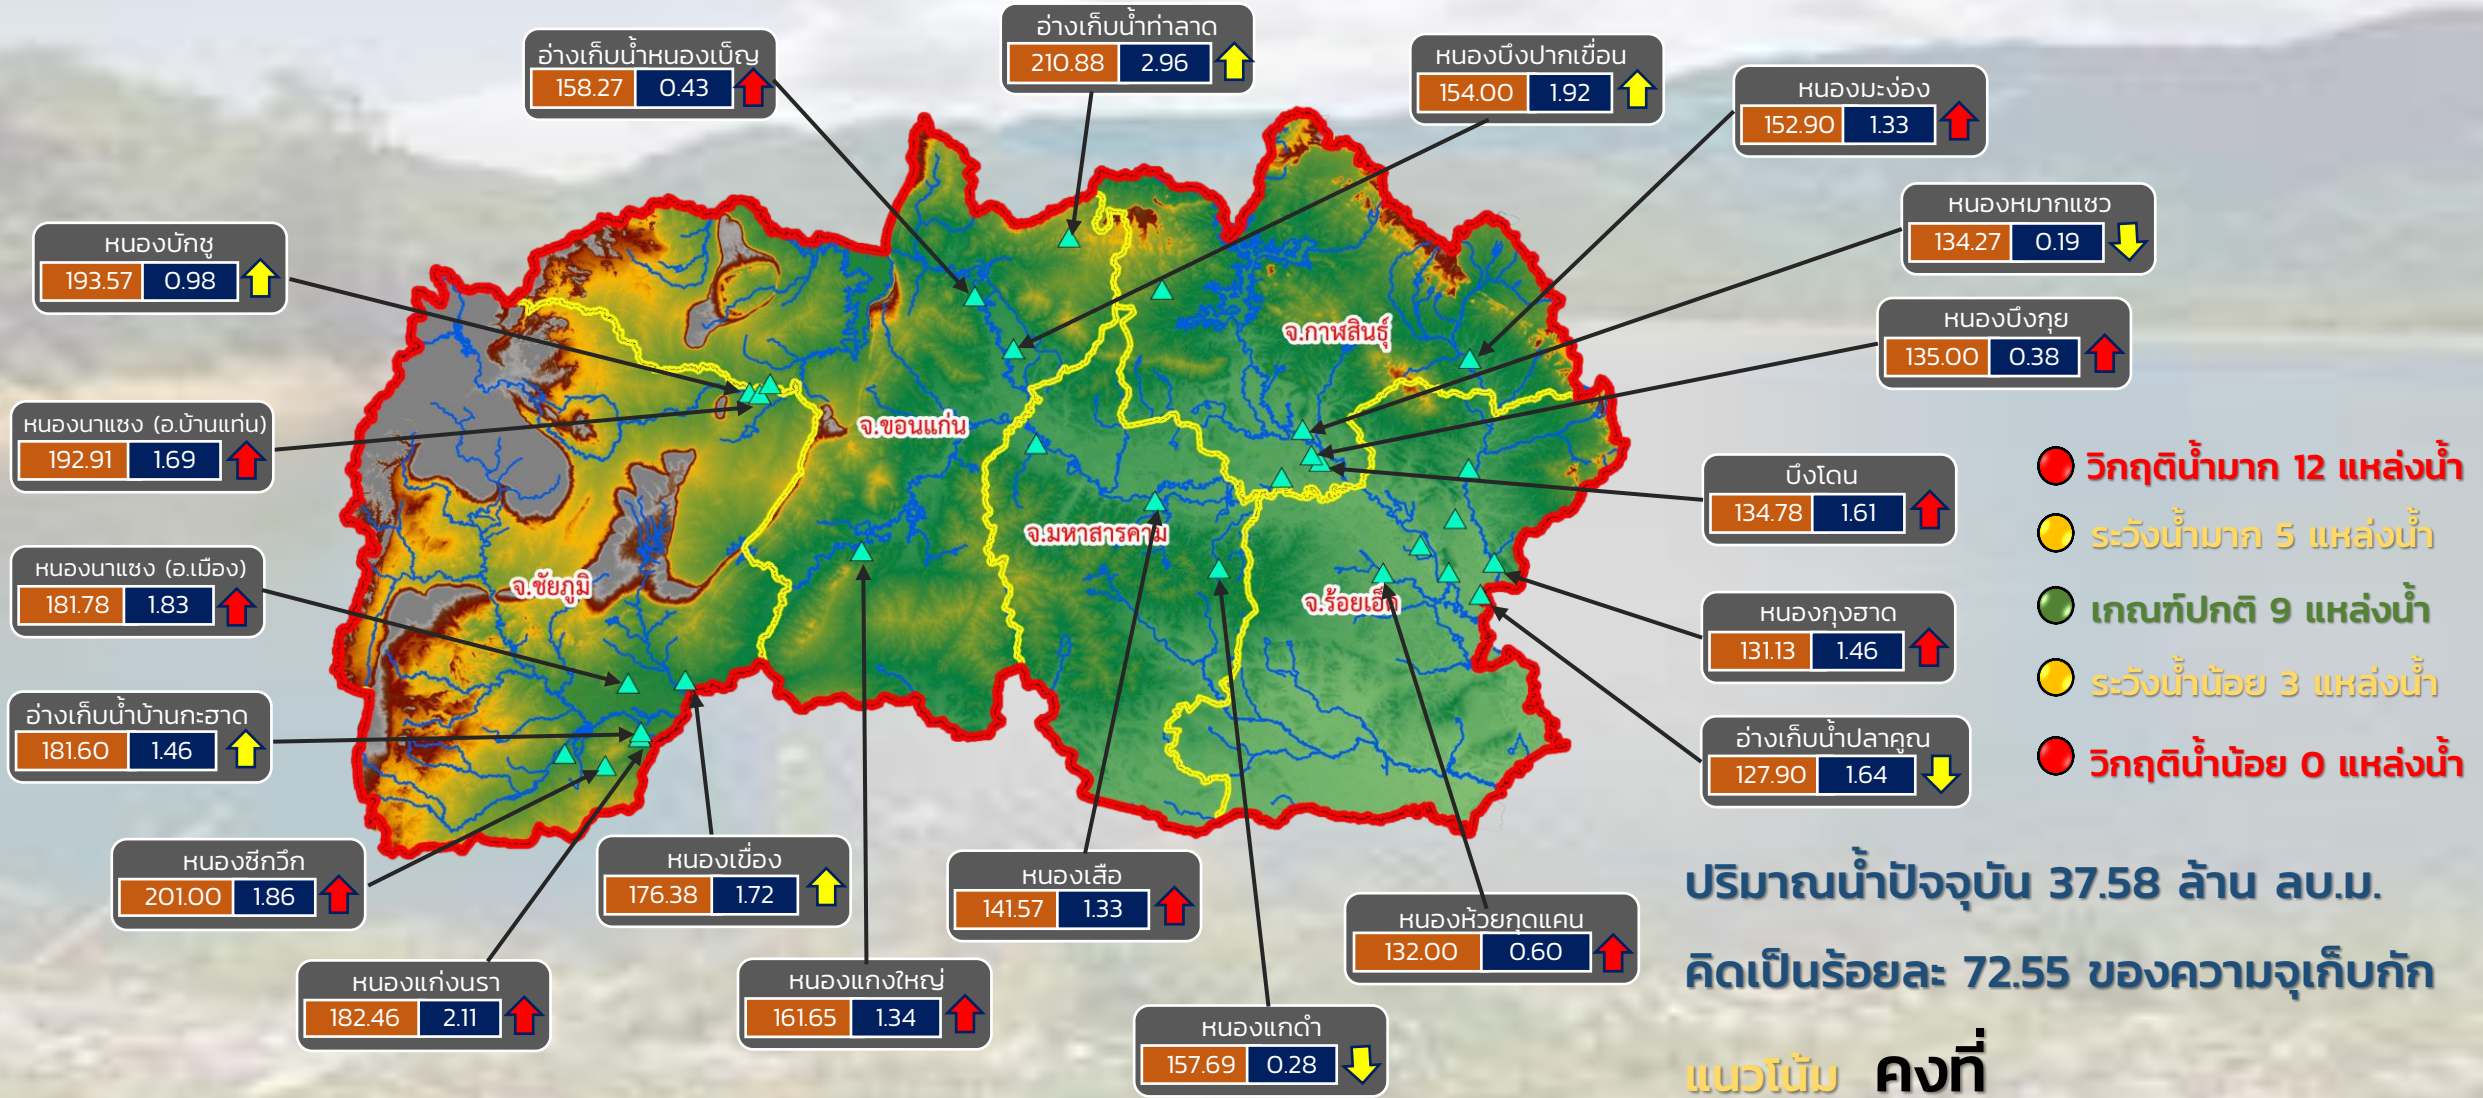 อ่างเก็บน้ำหนองเบ็ญ
158.27 0.43
อ่างเก็บน้ำท่าลาด
210.88 2.96
หนองบึงปากเขื่อน
154.00 1.92
หนองมะง่อง
152.90 1.33
หนองหมากแซว
134.27 0.19
หนองบึงกุย
135.00 0.38
หนองบักชู
193.57 0.98
หนองนาแซง (อ.บ้านแท่น)
192.91 1.69
หนองนาแซง (อ.เมือง)
181.78 1.83
อ่างเก็บน้ำบ้านกะฮาด
181.60 1.46
จ.กาฬสินธุ์
จ.ขอนแก่น
จ.มหาสารคาม
จ.ชัยภูมิ
จ.ร้อยเอ็ด
บึงโดน
134.78 1.61
หนองกุงฮาด
131.13 1.46
อ่างเก็บน้ำปลาคูณ
127.90 1.64
วิกฤติน้ำมาก 12 แหล่งน้ำ
ระวังน้ำมาก 5 แหล่งน้ำ
เกณฑ์ปกติ 9 แหล่งน้ำ
ระวังน้ำน้อย 3 แหล่งน้ำ
วิกฤติน้ำน้อย 0 แหล่งน้ำ
หนองซีกวึก
201.00 1.86
หนองเขื่อง
176.38 1.72
หนองเสือ
141.57 1.33
หนองห้วยกุดแคน
132.00 0.60
หนองแก่งนรา
182.46 2.11
หนองแกงใหญ่
161.65 1.34
หนองแกดำ
157.69 0.28
ปริมาณน้ำปัจจุบัน 37.58 ล้าน ลบ.ม.
คิดเป็นร้อยละ 72.55 ของความจุเก็บกัก
แนวโน้ม คงที่